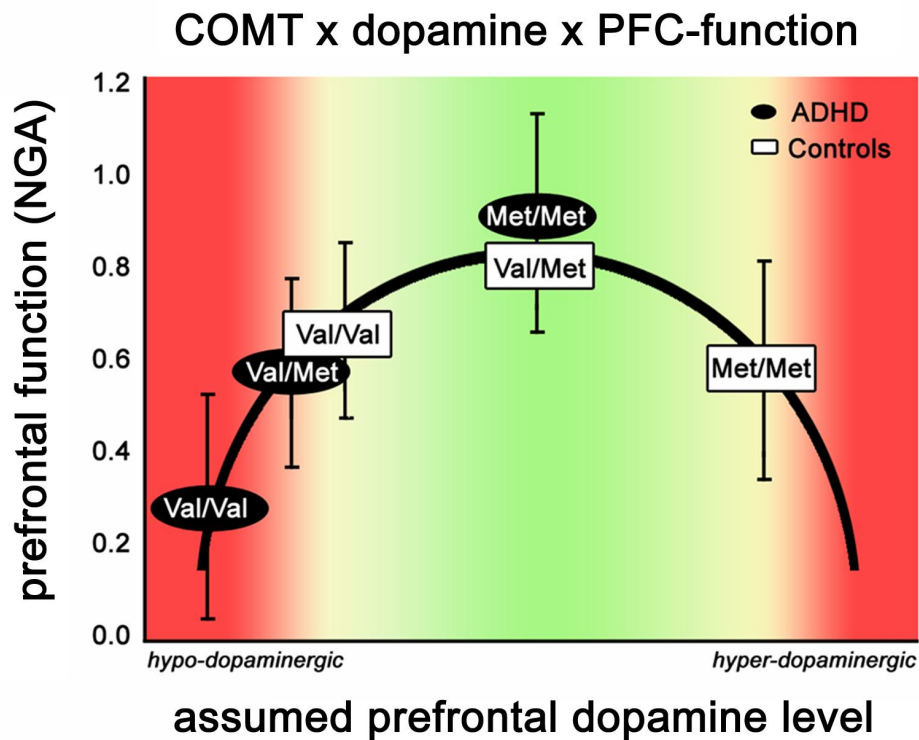 COMT x dopamine x PFC-function
prefrontal function (NGA)
1.2
1.0
0.8
0.6
0.4
0.2
0.0
ADHD
Controls
Met/Met
Val/Met
Val/Val
Val/Met
Met/Met
Val/Val
hypo-dopaminergic
hyper-dopaminergic
assumed prefrontal dopamine level